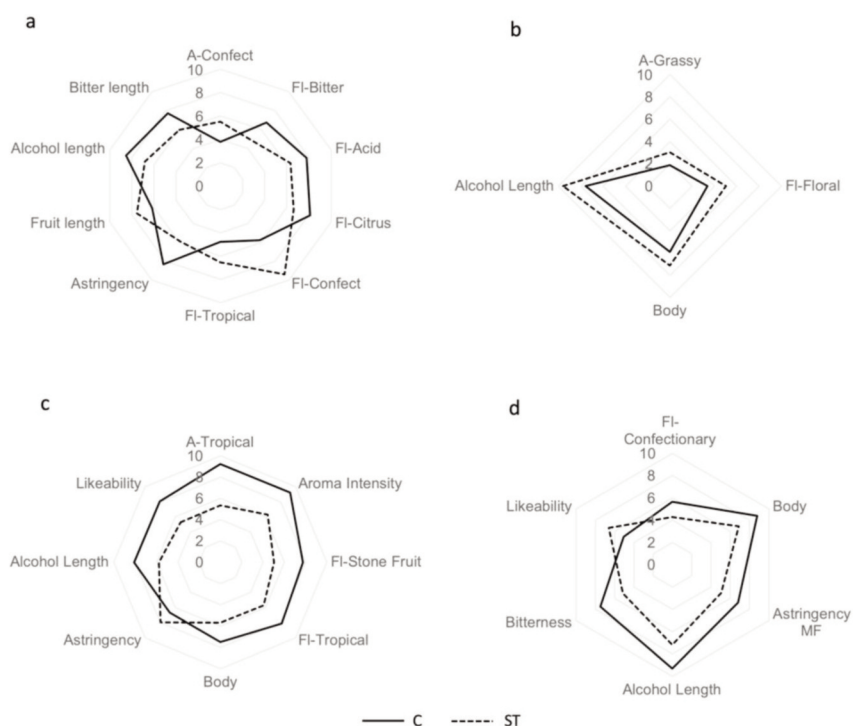 a
A-Confect
10
8
6
4
2
0
Bitter length
Fl-Bitter
Alcohol length
Fl-Acid
Fruit length
Fl-Citrus
Astringency
Fl-Confect
Fl-Tropical
b
A-Grassy
10
8
6
4
2
0
Alcohol Length
Fl-Floral
Body
c
A-Tropical
10
8
6
4
2
0
Likeability
Aroma Intensity
Alcohol Length
Fl-Stone Fruit
Astringency
Fl-Tropical
Body
d
Fl-
Confectionary
10
8
6
4
2
0
Likeability
Body
Bitterness
Astringency
MF
Alcohol Length
C
ST